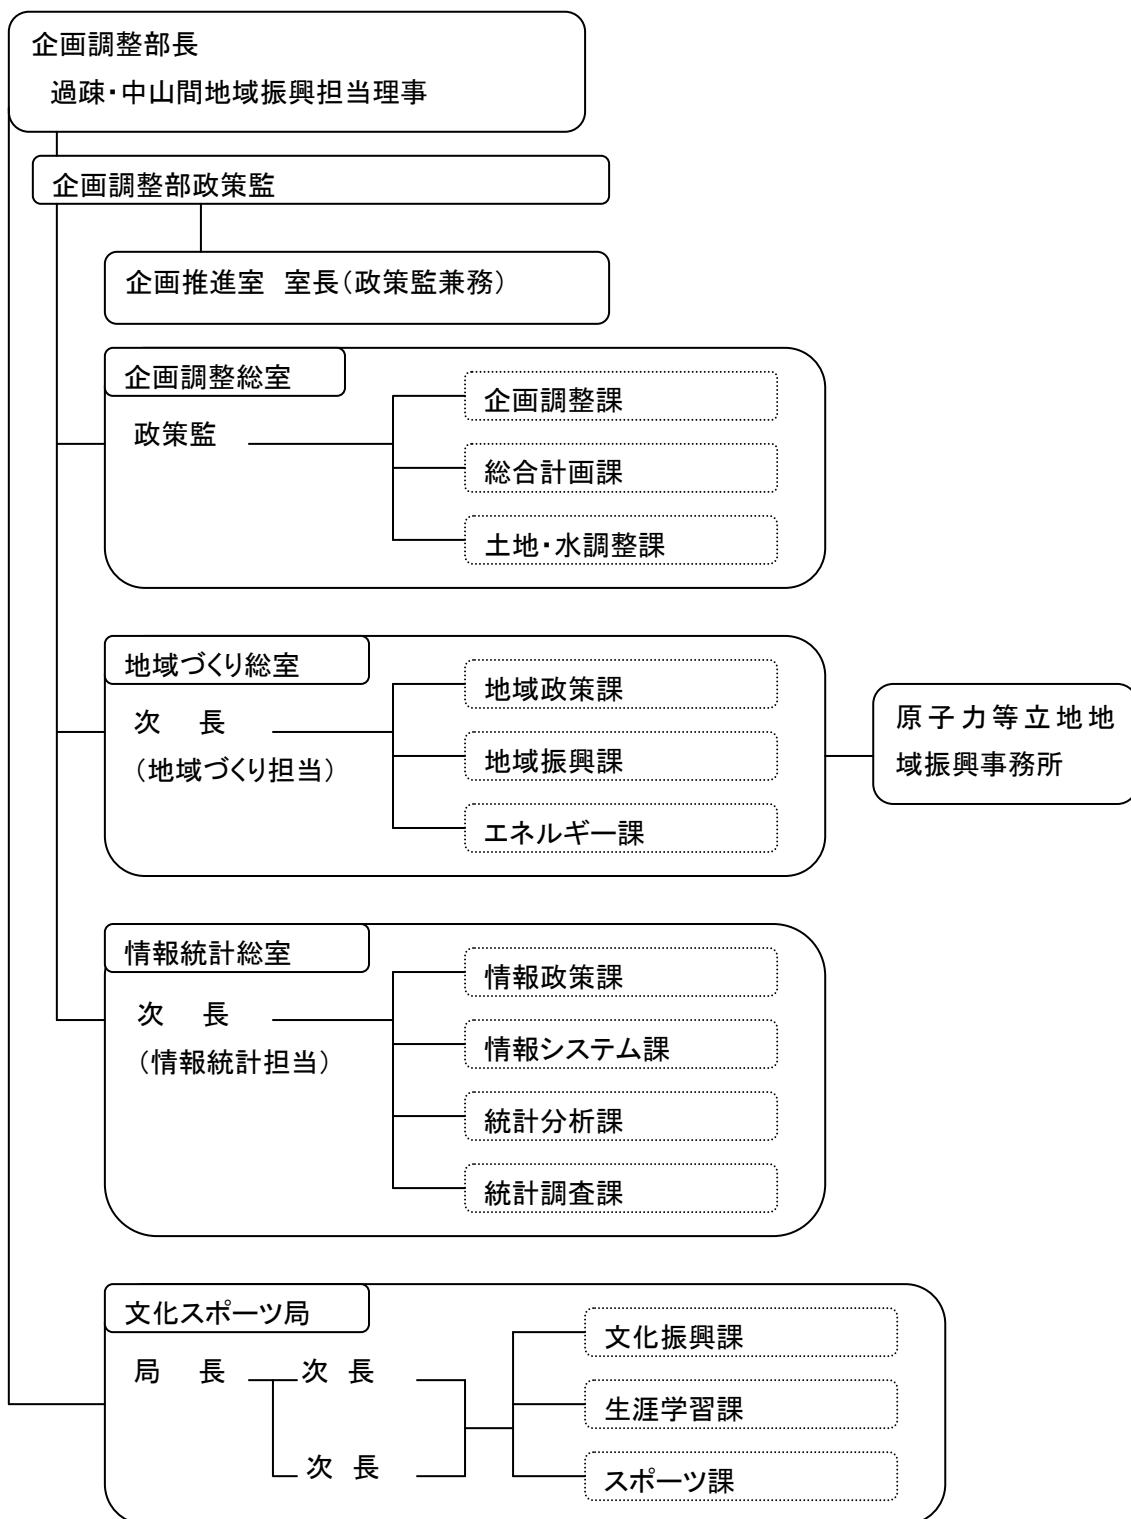 企画調整部長
過疎・中山間地域振興担当理事
企画調整部政策監
企画推進室　室長（政策監兼務）
企画調整総室
政策監
企画調整課
総合計画課
土地・水調整課
地域づくり総室
次　長
（地域づくり担当）
地域政策課
地域振興課
エネルギー課
原子力等立地地
域振興事務所
情報統計総室
次　長
（情報統計担当）
情報政策課
情報システム課
統計分析課
統計調査課
文化スポーツ局
局　長
次 長
次 長
文化振興課
生涯学習課
スポーツ課